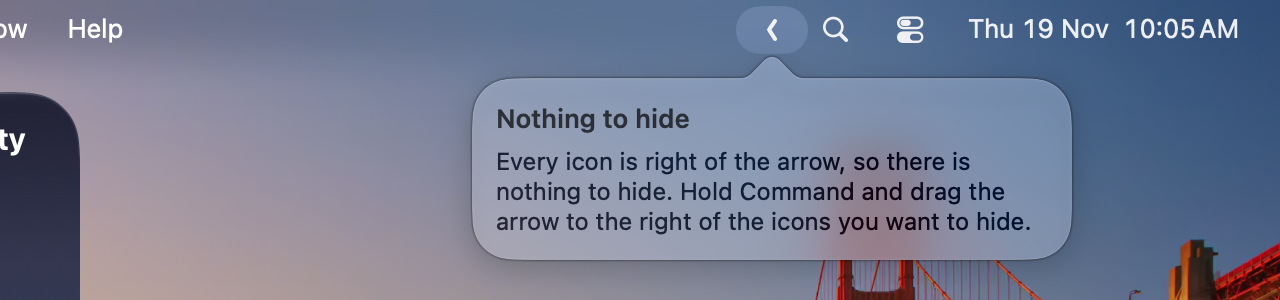 ow Help Thu 19 Nov 10:05 AM
ty
Nothing to hide
Every icon is right of the arrow, so there is
nothing to hide. Hold Command and drag the
arrow to the right of the icons you want to hide.